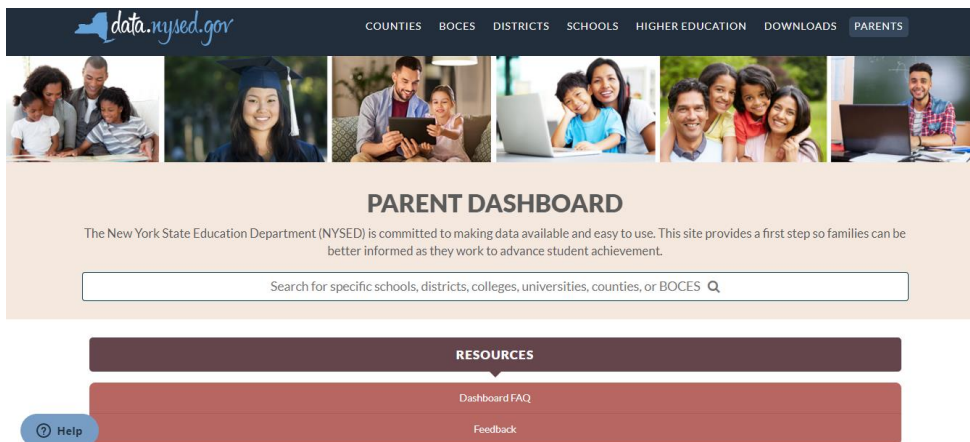 data.nysed.gov
COUNTIES BOCES DISTRICTS SCHOOLS HIGHER EDUCATION DOWNLOADS PARENTS
PARENT DASHBOARD
The New York State Education Department (NYSED) is committed to making data available and easy to use. This site provides a first step so families can be
better informed as they work to advance student achievement.
Search for specific schools, districts, colleges, universities, counties, or BOCES
RESOURCES
Dashboard FAQ
Feedback
Help